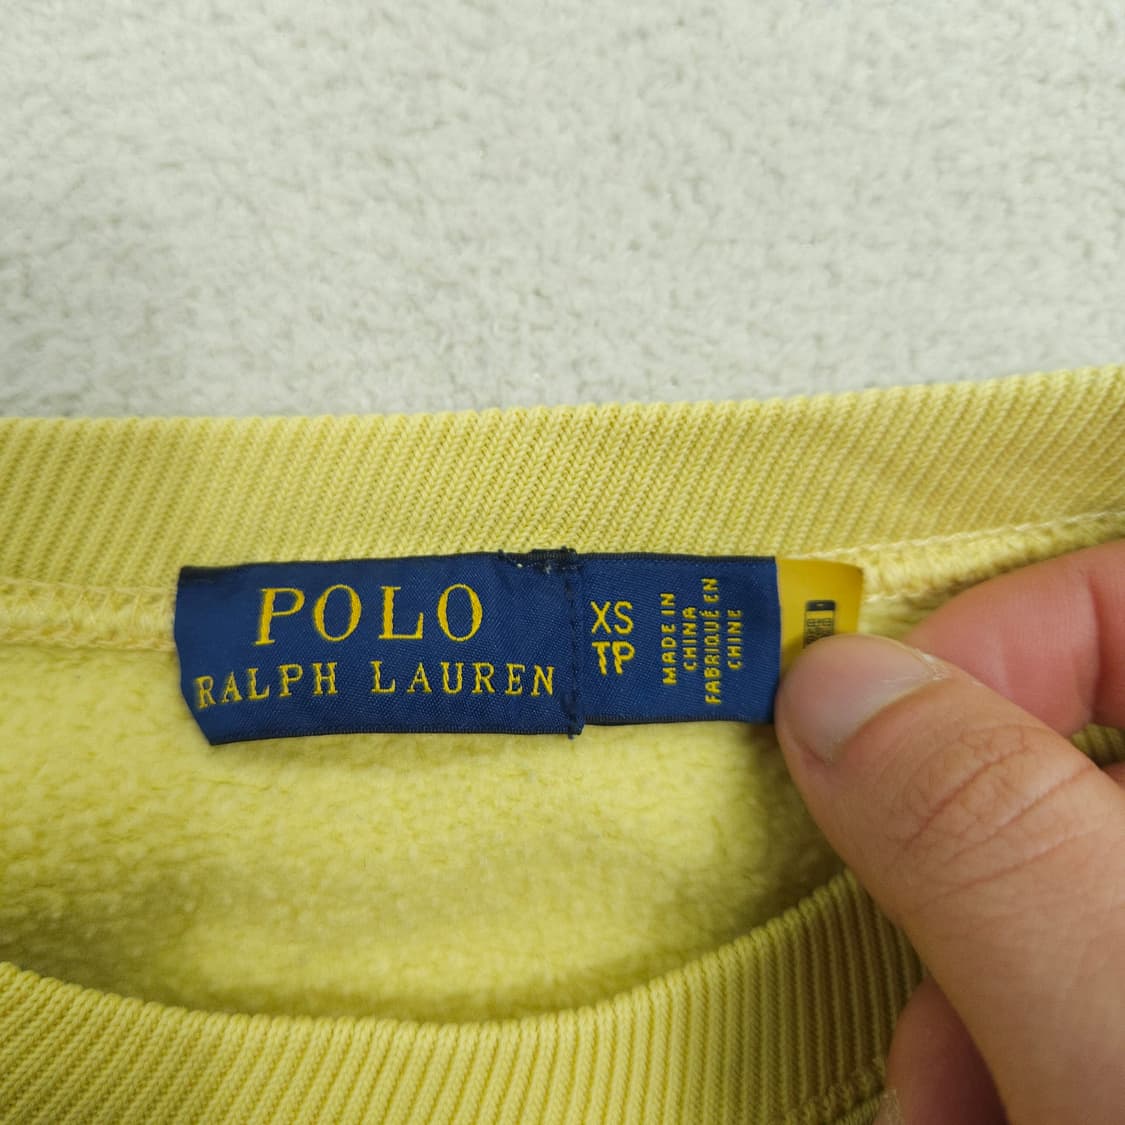 POLO
RALPH LAUREN
XS
TP
MADE IN
CHINA
FABRIQUÉ EN
CHINE